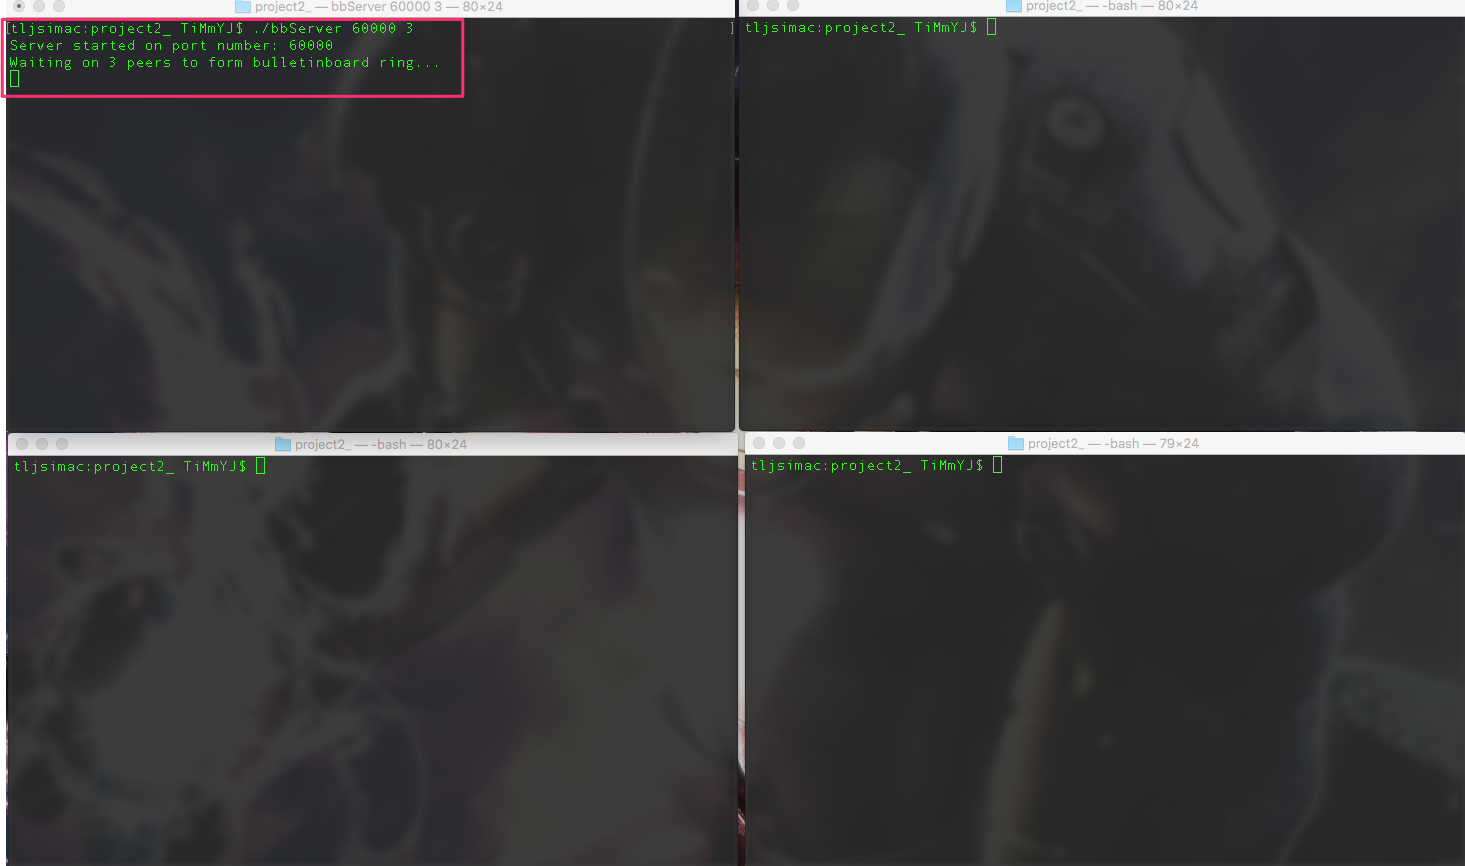 project2_ — bbServer 60000 3 — 80×24
[tljsimac:project2_ TiMmYJ$ ./bbServer 60000 3 ]
Server started on port number: 60000
Waiting on 3 peers to form bulletinboard ring...
project2_ — -bash — 80×24
tljsimac:project2_ TiMmYJ$
project2_ — -bash — 80×24
tljsimac:project2_ TiMmYJ$
project2_ — -bash — 79×24
tljsimac:project2_ TiMmYJ$